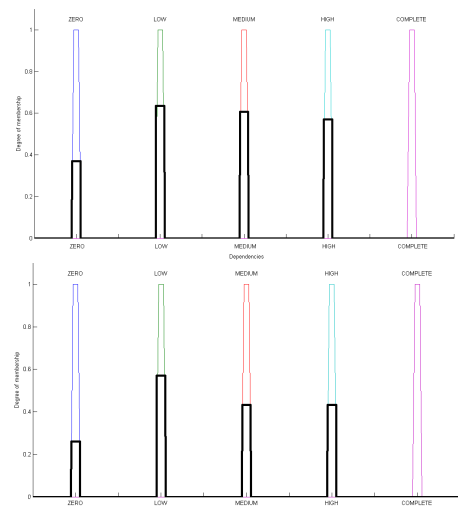 ZERO LOW MEDIUM HIGH COMPLETE
1
0.8
0.6
0.4
0.2
0
Degree of membership
ZERO LOW MEDIUM HIGH COMPLETE
Dependencies
ZERO LOW MEDIUM HIGH COMPLETE
1
0.8
0.6
0.4
0.2
0
Degree of membership
ZERO LOW MEDIUM HIGH COMPLETE